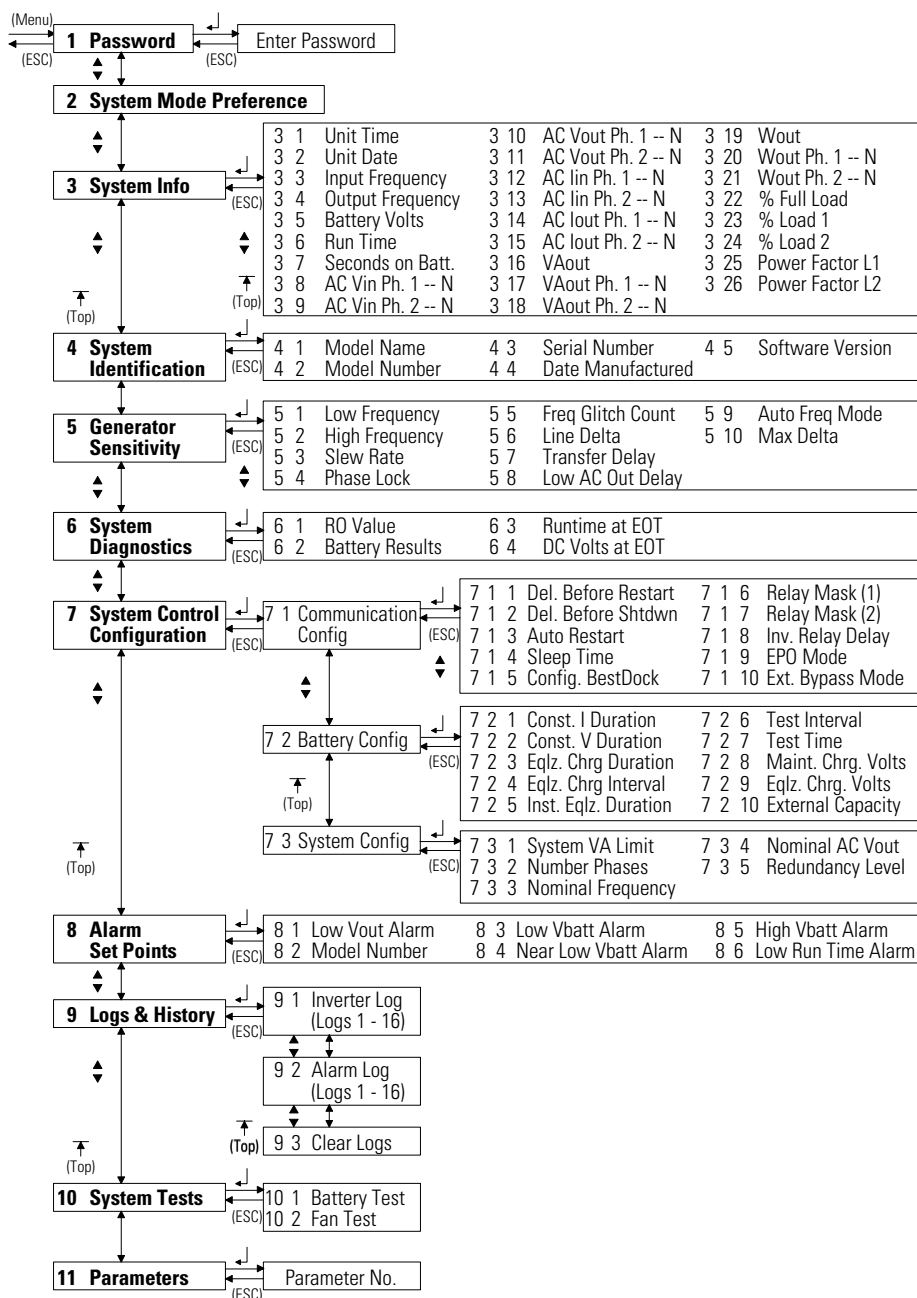 (Menu)
(ESC)
1 Password
(ESC)
Enter Password
2 System Mode Preference
3 System Info
(ESC)
3 1 Unit Time 3 10 AC Vout Ph. 1 -- N 3 19 Wout
3 2 Unit Date 3 11 AC Vout Ph. 2 -- N 3 20 Wout Ph. 1 -- N
3 3 Input Frequency 3 12 AC Iin Ph. 1 -- N 3 21 Wout Ph. 2 -- N
3 4 Output Frequency 3 13 AC Iin Ph. 2 -- N 3 22 % Full Load
3 5 Battery Volts 3 14 AC Iout Ph. 1 -- N 3 23 % Load 1
3 6 Run Time 3 15 AC Iout Ph. 2 -- N 3 24 % Load 2
3 7 Seconds on Batt. 3 16 VAout 3 25 Power Factor L1
3 8 AC Vin Ph. 1 -- N 3 17 VAout Ph. 1 -- N 3 26 Power Factor L2
3 9 AC Vin Ph. 2 -- N 3 18 VAout Ph. 2 -- N
(Top)
(Top)
4 System
Identification
(ESC)
4 1 Model Name 4 3 Serial Number 4 5 Software Version
4 2 Model Number 4 4 Date Manufactured
5 Generator
Sensitivity
(ESC)
5 1 Low Frequency 5 5 Freq Glitch Count 5 9 Auto Freq Mode
5 2 High Frequency 5 6 Line Delta 5 10 Max Delta
5 3 Slew Rate 5 7 Transfer Delay
5 4 Phase Lock 5 8 Low AC Out Delay
6 System
Diagnostics
(ESC)
6 1 RO Value 6 3 Runtime at EOT
6 2 Battery Results 6 4 DC Volts at EOT
7 System Control
Configuration
(ESC)
7 1 Communication
Config
(ESC)
7 1 1 Del. Before Restart 7 1 6 Relay Mask (1)
7 1 2 Del. Before Shtdwn 7 1 7 Relay Mask (2)
7 1 3 Auto Restart 7 1 8 Inv. Relay Delay
7 1 4 Sleep Time 7 1 9 EPO Mode
7 1 5 Config. BestDock 7 1 10 Ext. Bypass Mode
7 2 Battery Config
(ESC)
7 2 1 Const. I Duration 7 2 6 Test Interval
7 2 2 Const. V Duration 7 2 7 Test Time
7 2 3 Eqlz. Chrg Duration 7 2 8 Maint. Chrg. Volts
7 2 4 Eqlz. Chrg Interval 7 2 9 Eqlz. Chrg. Volts
7 2 5 Inst. Eqlz. Duration 7 2 10 External Capacity
(Top)
7 3 System Config
(ESC)
7 3 1 System VA Limit 7 3 4 Nominal AC Vout
7 3 2 Number Phases 7 3 5 Redundancy Level
7 3 3 Nominal Frequency
(Top)
8 Alarm
Set Points
(ESC)
8 1 Low Vout Alarm 8 3 Low Vbatt Alarm 8 5 High Vbatt Alarm
8 2 Model Number 8 4 Near Low Vbatt Alarm 8 6 Low Run Time Alarm
9 Logs & History
(ESC)
9 1 Inverter Log
(Logs 1 - 16)
9 2 Alarm Log
(Logs 1 - 16)
(Top)
9 3 Clear Logs
(Top)
10 System Tests
(ESC)
10 1 Battery Test
10 2 Fan Test
11 Parameters
(ESC)
Parameter No.